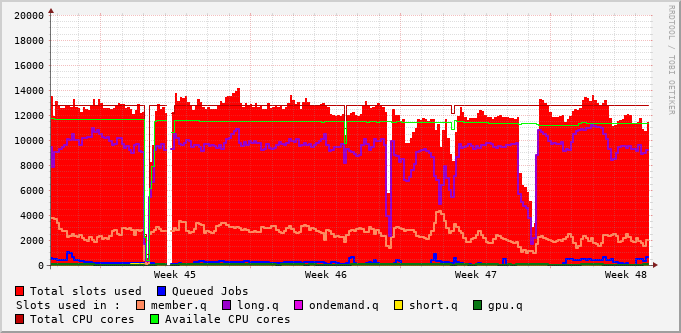 20000
18000
16000
14000
12000
10000
8000
6000
4000
2000
0
Week 45 Week 46 Week 47 Week 48
RRDTOOL / TOBI OETIKER
Total slots used Queued Jobs
Slots used in : member.q long.q ondemand.q short.q gpu.q
Total CPU cores Availale CPU cores